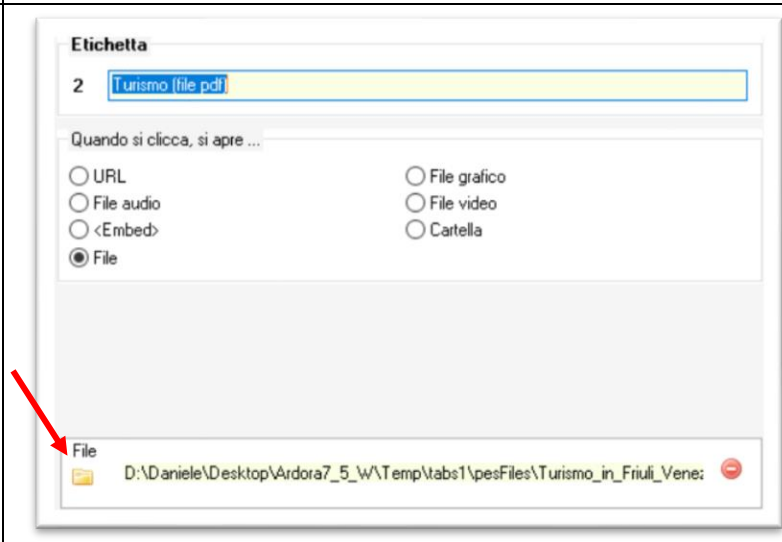 Etichetta
2 Turismo (file pdf)
Quando si clicca, si apre ...
URL
File grafico
File audio
File video
<Embed>
Cartella
File
File
D:\Daniele\Desktop\Ardora7_5_W\Temp\tabs1\pesFiles\Turismo_in_Friuli_Vene